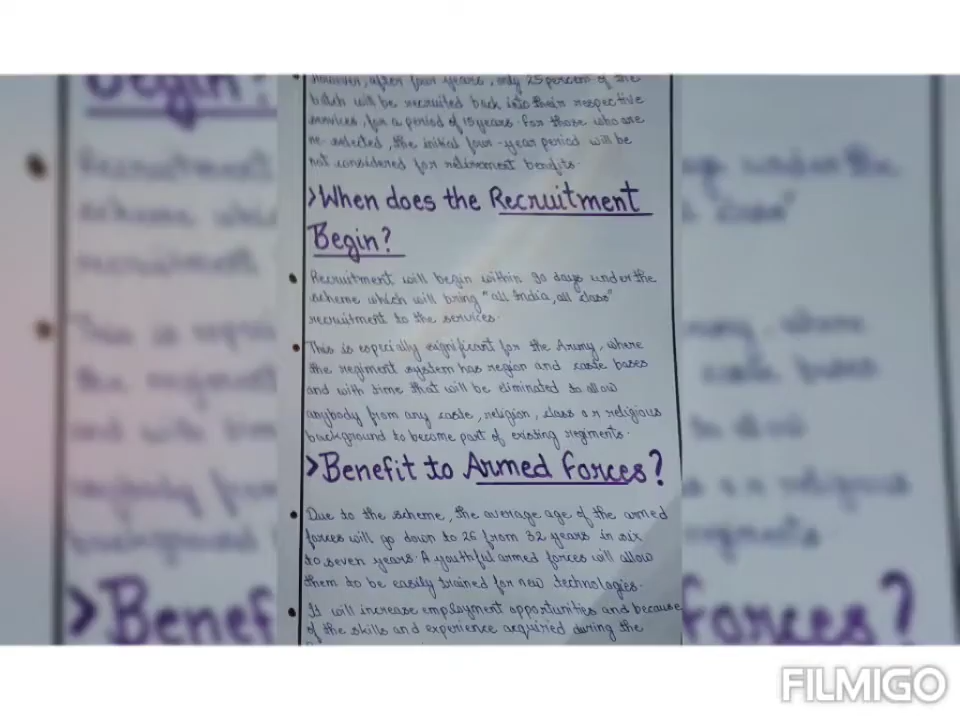 However, after four years, only 25 percent of the
batch will be recruited back into their respective
services, for a period of 15 years. For those who are
re-selected, the initial four-year period will be
not considered for retirement benefits.
>When does the Recruitment
Begin?
Recruitment will begin within 90 days under the
scheme which will bring "all India, all class"
recruitment to the services.
This is especially significant for the Army, where
the regiment system has region and caste bases
and with time that will be eliminated to allow
anybody from any caste, religion, class or religious
background to become part of existing regiments.
>Benefit to Armed forces?
Due to the scheme, the average age of the armed
forces will go down to 26 from 32 years in six
to seven years. A youthful armed forces will allow
them to be easily trained for new technologies.
It will increase employment opportunities and because
of the skills and experience acquired during the
FILMIGO